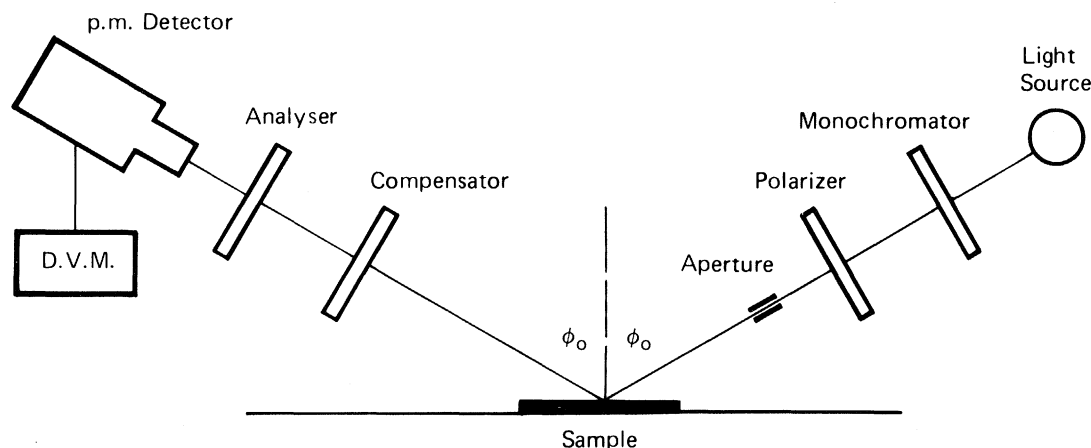 p.m. Detector
Light
Source
Analyser
Monochromator
Compensator
Polarizer
D.V.M.
Aperture
ϕo
ϕo
Sample